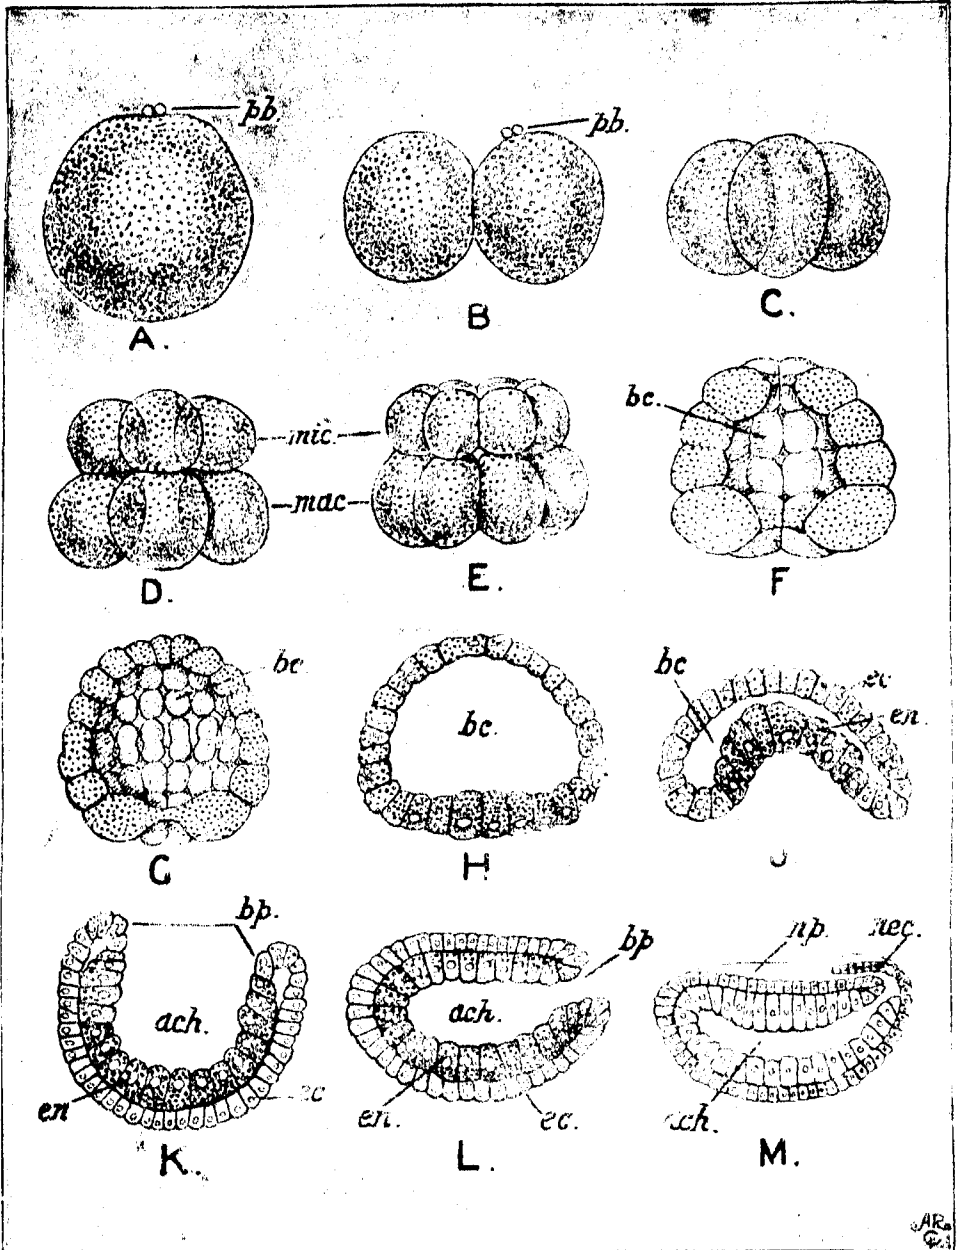 pb.
pb.
A.
B
C.
mic.
mac
bc.
D.
E.
F
bc
bc.
bc
ec
en.
G
H
J
bp.
ach.
en
ec
bp
ach.
en.
ec.
np.
nec.
ach.
K.
L.
M.